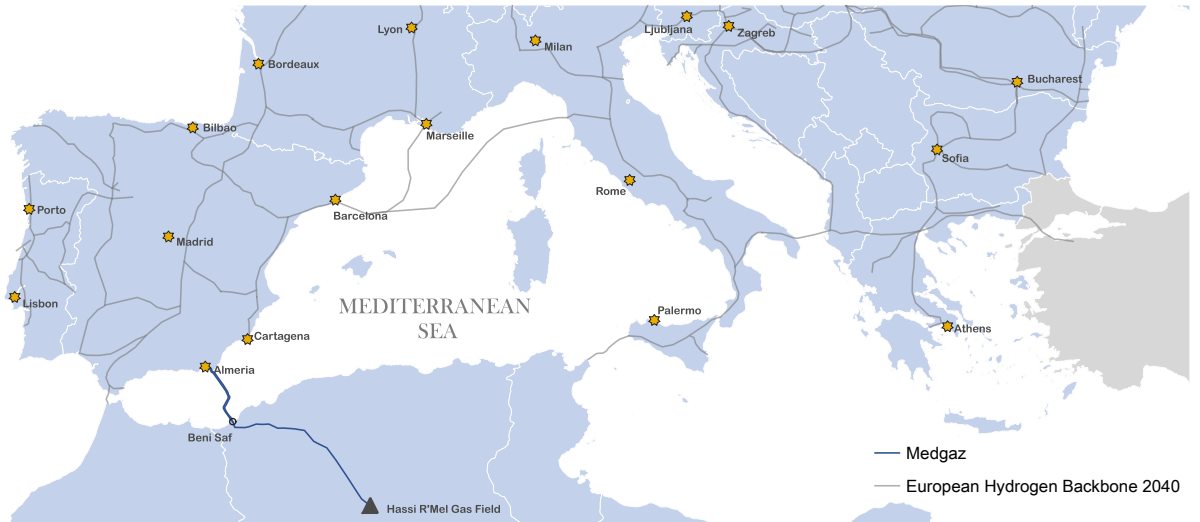 Lyon
Ljubljana
Zagreb
Milan
Bordeaux
Bucharest
Bilbao
Marseille
Sofia
Rome
Porto
Barcelona
Madrid
Lisbon
MEDITERRANEAN
SEA
Palermo
Athens
Cartagena
Almeria
Beni Saf
Medgaz
European Hydrogen Backbone 2040
Hassi R'Mel Gas Field